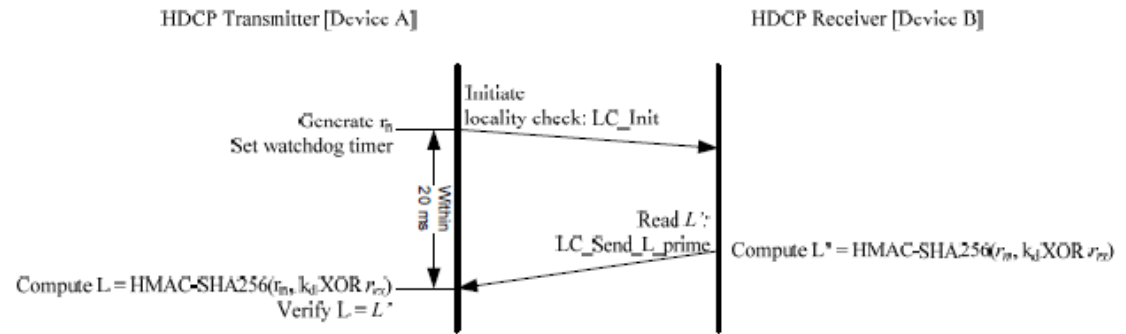 HDCP Transmitter [Device A]
HDCP Receiver [Device B]
Initiate
locality check: LC_Init
Generate rn
Set watchdog timer
Within
20 ms
Read L':
LC_Send_L_prime
Compute L' = HMAC-SHA256(rn, kd XOR rrx)
Compute L = HMAC-SHA256(rn, kd XOR rrx)
Verify L = L'